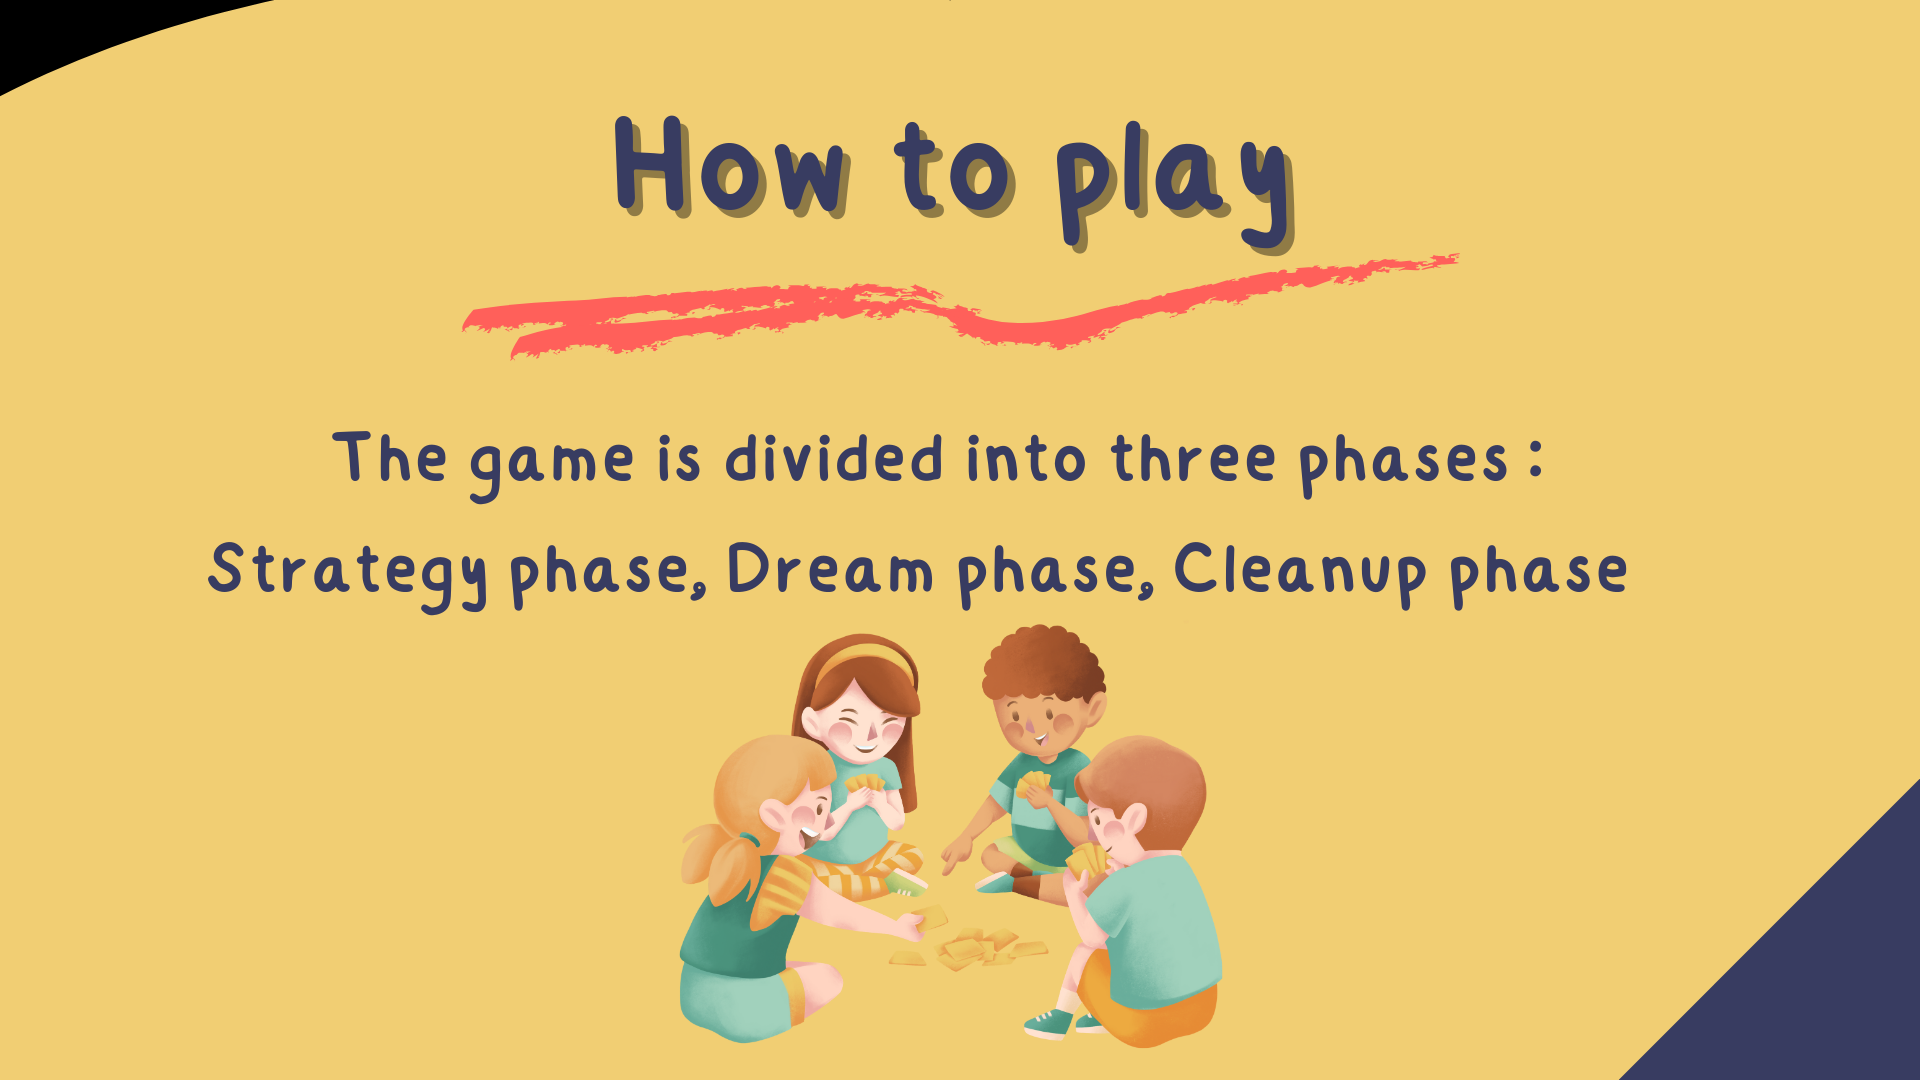 How to play
The game is divided into three phases :
Strategy phase, Dream phase, Cleanup phase